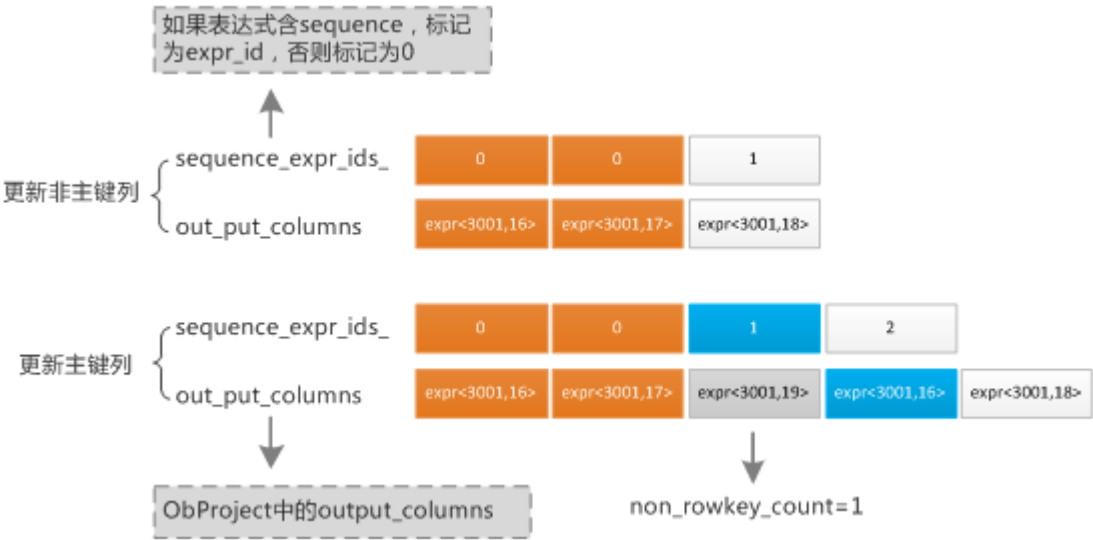 如果表达式含sequence，标记
为expr_id，否则标记为0
更新非主键列
sequence_expr_ids_ 0 0 1
out_put_columns expr<3001,16> expr<3001,17> expr<3001,18>
更新主键列
sequence_expr_ids_ 0 0 1 2
out_put_columns expr<3001,16> expr<3001,17> expr<3001,19> expr<3001,16> expr<3001,18>
ObProject中的output_columns
non_rowkey_count=1